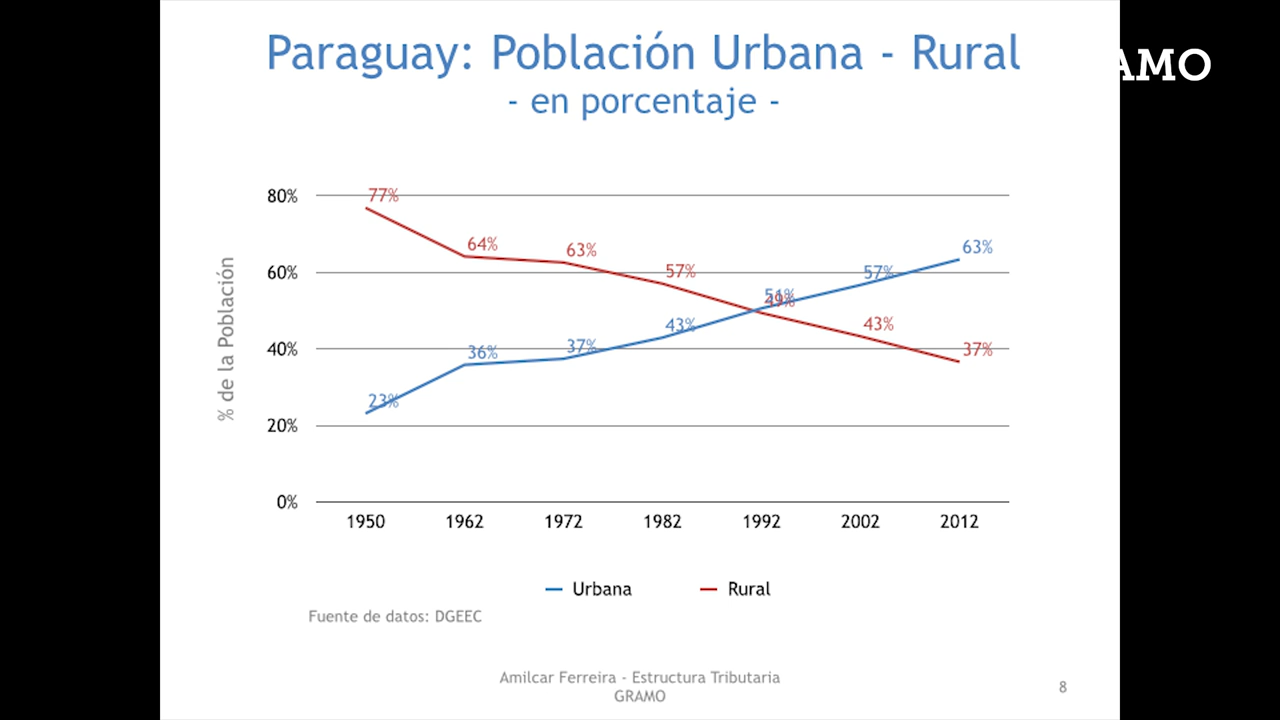 Paraguay: Población Urbana - Rural
- en porcentaje -
AMO
% de la Población
80%
60%
40%
20%
0%
77%
64%
63%
57%
49%
43%
37%
23%
36%
37%
43%
51%
57%
63%
1950 1962 1972 1982 1992 2002 2012
Urbana Rural
Fuente de datos: DGEEC
Amilcar Ferreira - Estructura Tributaria
GRAMO
8